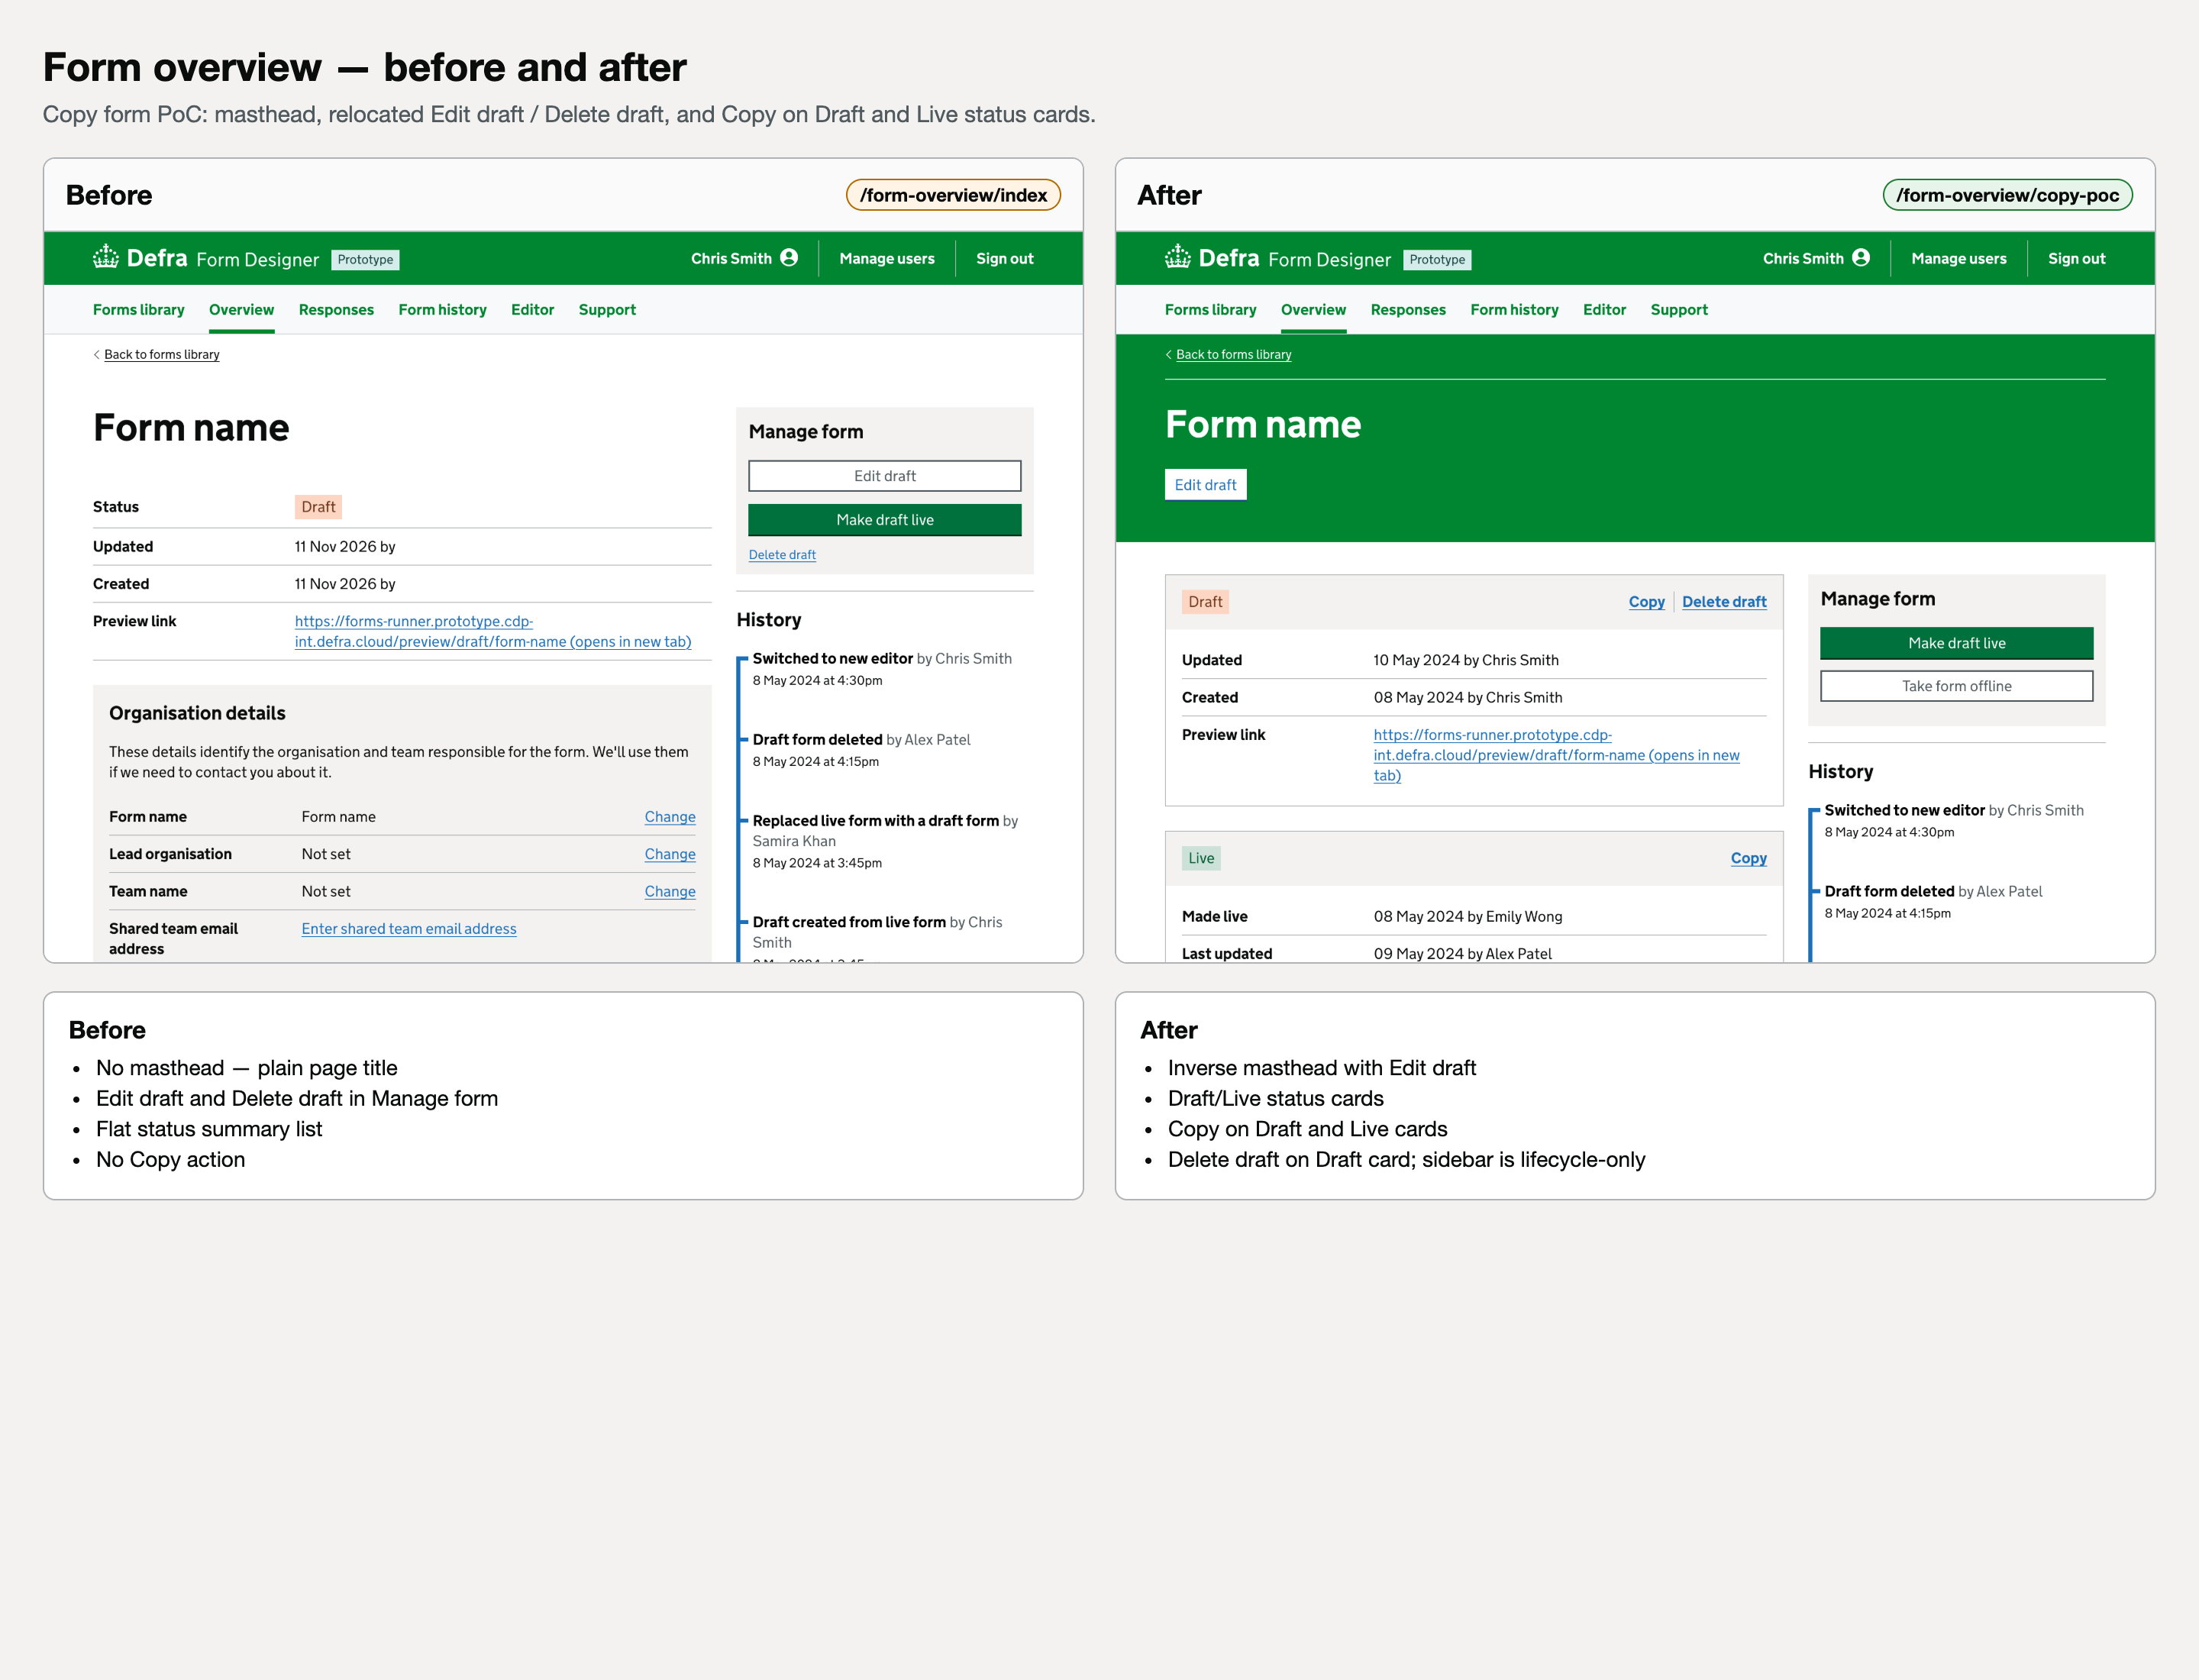 Form overview — before and after
Copy form PoC: masthead, relocated Edit draft / Delete draft, and Copy on Draft and Live status cards.
Before
/form-overview/index
Defra Form Designer Prototype
Chris Smith
Manage users
Sign out
Forms library
Overview
Responses
Form history
Editor
Support
Back to forms library
Form name
Status
Draft
Updated
11 Nov 2026 by
Created
11 Nov 2026 by
Preview link
https://forms-runner.prototype.cdp-
int.defra.cloud/preview/draft/form-name (opens in new tab)
Organisation details
These details identify the organisation and team responsible for the form. We'll use them
if we need to contact you about it.
Form name
Form name
Change
Lead organisation
Not set
Change
Team name
Not set
Change
Shared team email
address
Enter shared team email address
Manage form
Edit draft
Make draft live
Delete draft
History
Switched to new editor by Chris Smith
8 May 2024 at 4:30pm
Draft form deleted by Alex Patel
8 May 2024 at 4:15pm
Replaced live form with a draft form by
Samira Khan
8 May 2024 at 3:45pm
Draft created from live form by Chris
Smith
After
/form-overview/copy-poc
Defra Form Designer Prototype
Chris Smith
Manage users
Sign out
Forms library
Overview
Responses
Form history
Editor
Support
Back to forms library
Form name
Edit draft
Draft
Copy
Delete draft
Updated
10 May 2024 by Chris Smith
Created
08 May 2024 by Chris Smith
Preview link
https://forms-runner.prototype.cdp-
int.defra.cloud/preview/draft/form-name (opens in new
tab)
Live
Copy
Made live
08 May 2024 by Emily Wong
Last updated
09 May 2024 by Alex Patel
Manage form
Make draft live
Take form offline
History
Switched to new editor by Chris Smith
8 May 2024 at 4:30pm
Draft form deleted by Alex Patel
8 May 2024 at 4:15pm
Before
• No masthead — plain page title
• Edit draft and Delete draft in Manage form
• Flat status summary list
• No Copy action
After
• Inverse masthead with Edit draft
• Draft/Live status cards
• Copy on Draft and Live cards
• Delete draft on Draft card; sidebar is lifecycle-only